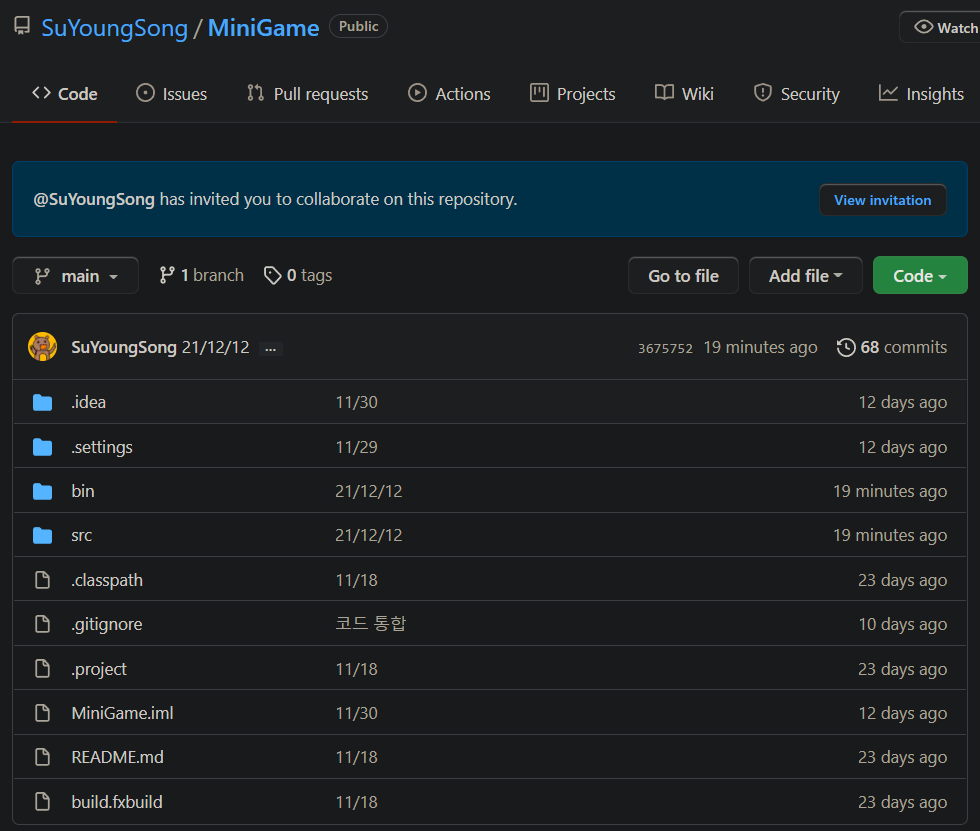 SuYoungSong / MiniGame Public Watch
Code Issues Pull requests Actions Projects Wiki Security Insights
@SuYoungSong has invited you to collaborate on this repository. View invitation
main 1 branch 0 tags Go to file Add file Code
SuYoungSong 21/12/12 ... 3675752 19 minutes ago 68 commits
.idea 11/30 12 days ago
.settings 11/29 12 days ago
bin 21/12/12 19 minutes ago
src 21/12/12 19 minutes ago
.classpath 11/18 23 days ago
.gitignore 코드 통합 10 days ago
.project 11/18 23 days ago
MiniGame.iml 11/30 12 days ago
README.md 11/18 23 days ago
build.fxbuild 11/18 23 days ago